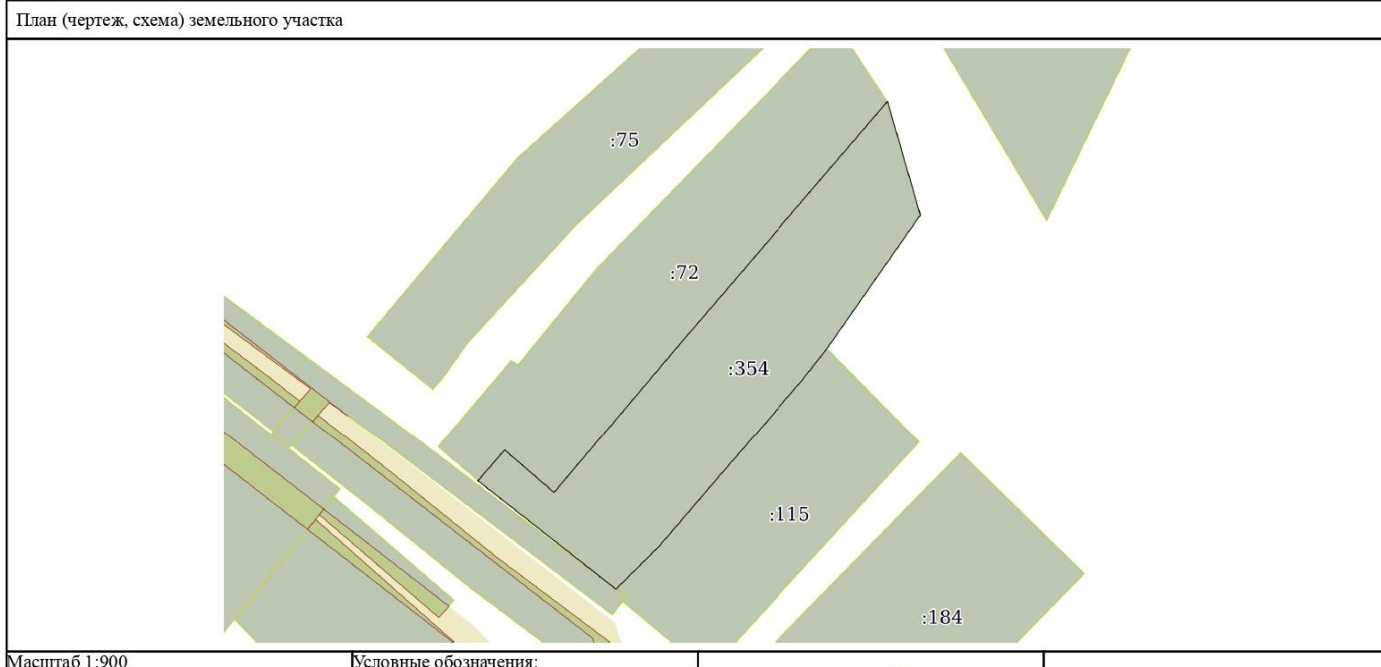 План (чертеж, схема) земельного участка
:75
:72
:354
:115
:184
Масштаб 1:900
Условные обозначения: